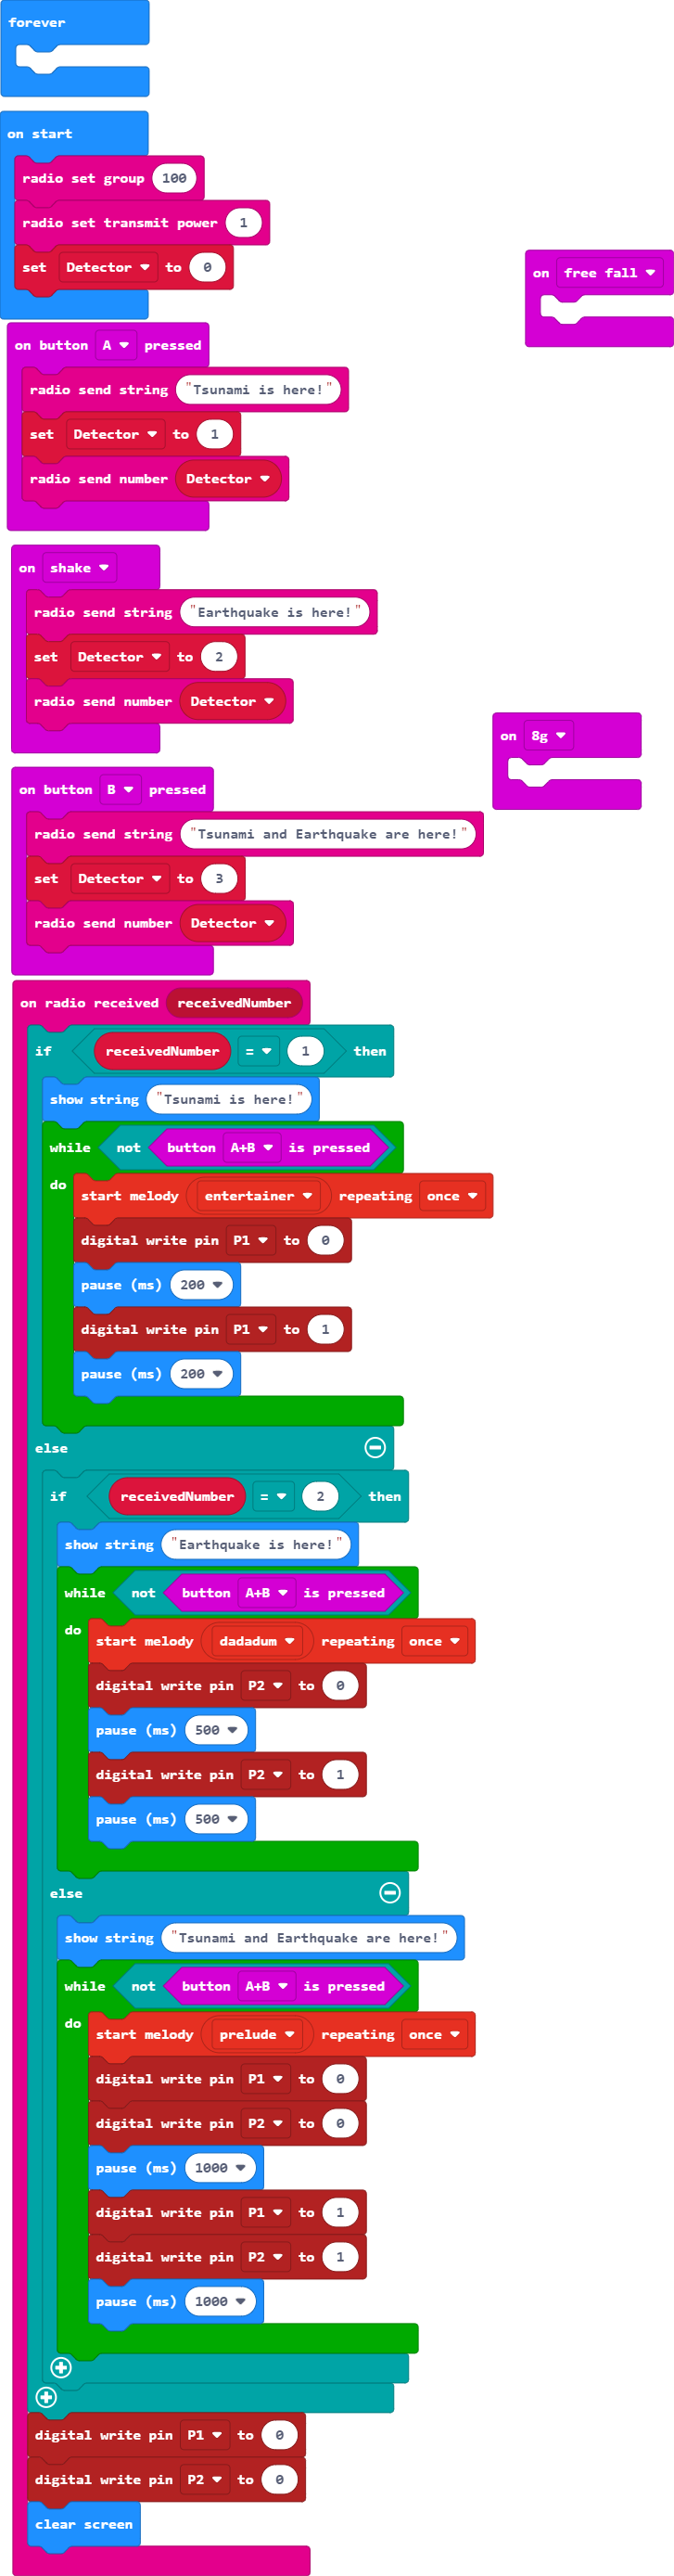 forever
on start
radio set group 100
radio set transmit power 1
set Detector to 0
on free fall
on button A pressed
radio send string "Tsunami is here!"
set Detector to 1
radio send number Detector
on shake
radio send string "Earthquake is here!"
set Detector to 2
radio send number Detector
on 8g
on button B pressed
radio send string "Tsunami and Earthquake are here!"
set Detector to 3
radio send number Detector
on radio received receivedNumber
if receivedNumber = 1 then
show string "Tsunami is here!"
while not button A+B is pressed
do
start melody entertainer repeating once
digital write pin P1 to 0
pause (ms) 200
digital write pin P1 to 1
pause (ms) 200
else
if receivedNumber = 2 then
show string "Earthquake is here!"
while not button A+B is pressed
do
start melody dadadum repeating once
digital write pin P2 to 0
pause (ms) 500
digital write pin P2 to 1
pause (ms) 500
else
show string "Tsunami and Earthquake are here!"
while not button A+B is pressed
do
start melody prelude repeating once
digital write pin P1 to 0
digital write pin P2 to 0
pause (ms) 1000
digital write pin P1 to 1
digital write pin P2 to 1
pause (ms) 1000
digital write pin P1 to 0
digital write pin P2 to 0
clear screen